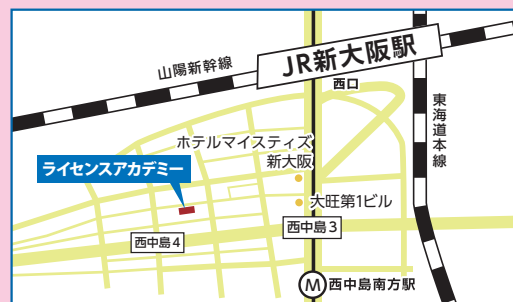 JR新大阪駅
山陽新幹線
西口
東海道本線
ホテルマイスティズ
新大阪
ライセンスアカデミー
大旺第1ビル
西中島3
西中島4
M 西中島南方駅